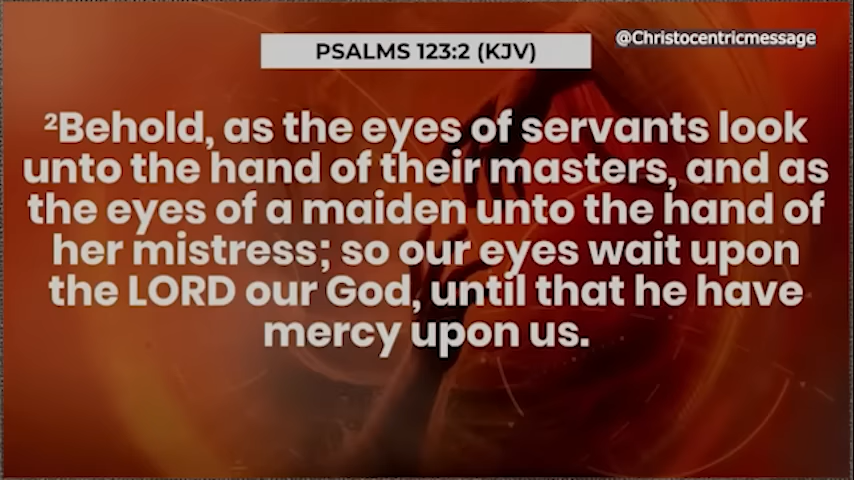 @Christocentricmessage
PSALMS 123:2 (KJV)
²Behold, as the eyes of servants look
unto the hand of their masters, and as
the eyes of a maiden unto the hand of
her mistress; so our eyes wait upon
the LORD our God, until that he have
mercy upon us.